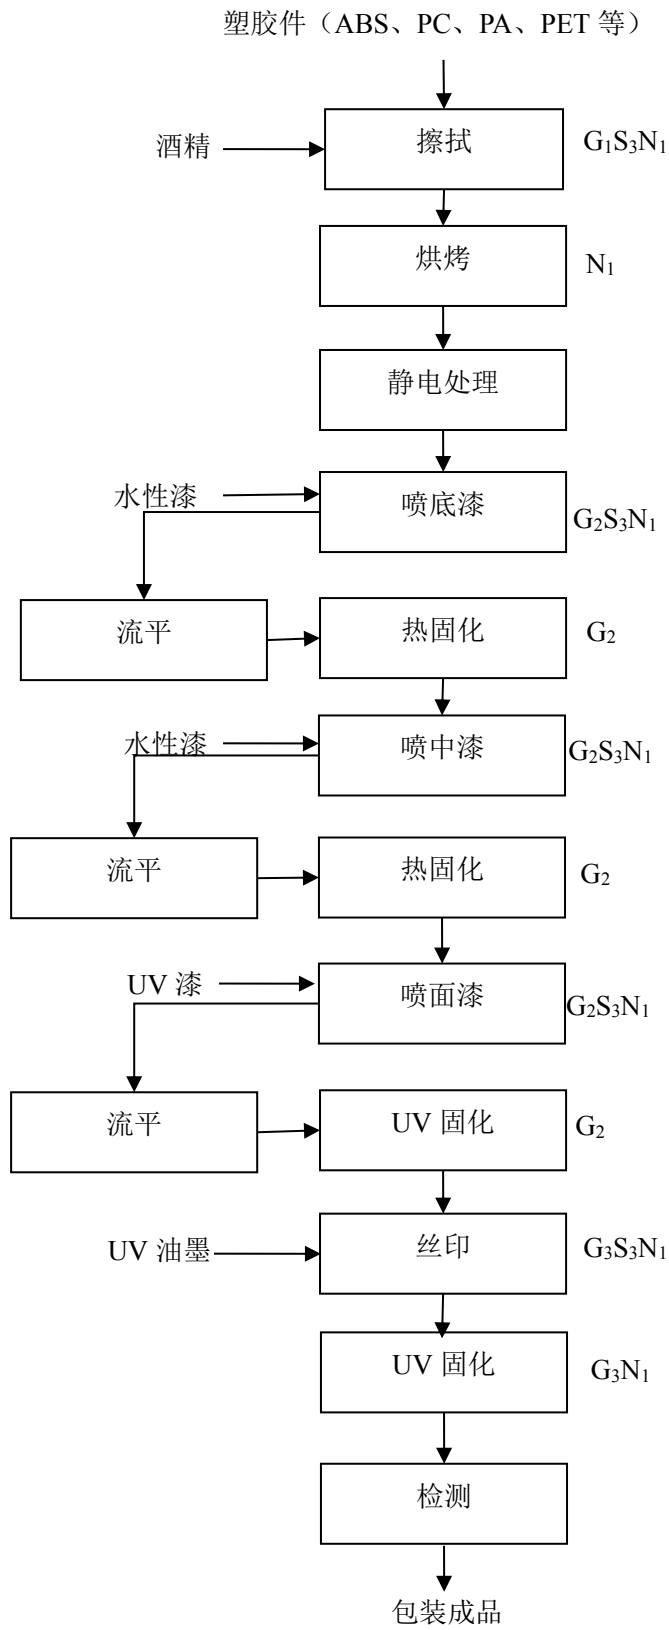 塑胶件（ABS、PC、PA、PET 等）
酒精
擦拭
G₁S₃N₁
烘烤
N₁
静电处理
水性漆
喷底漆
G₂S₃N₁
流平
热固化
G₂
水性漆
喷中漆
G₂S₃N₁
流平
热固化
G₂
UV 漆
喷面漆
G₂S₃N₁
流平
UV 固化
G₂
UV 油墨
丝印
G₃S₃N₁
UV 固化
G₃N₁
检测
包装成品